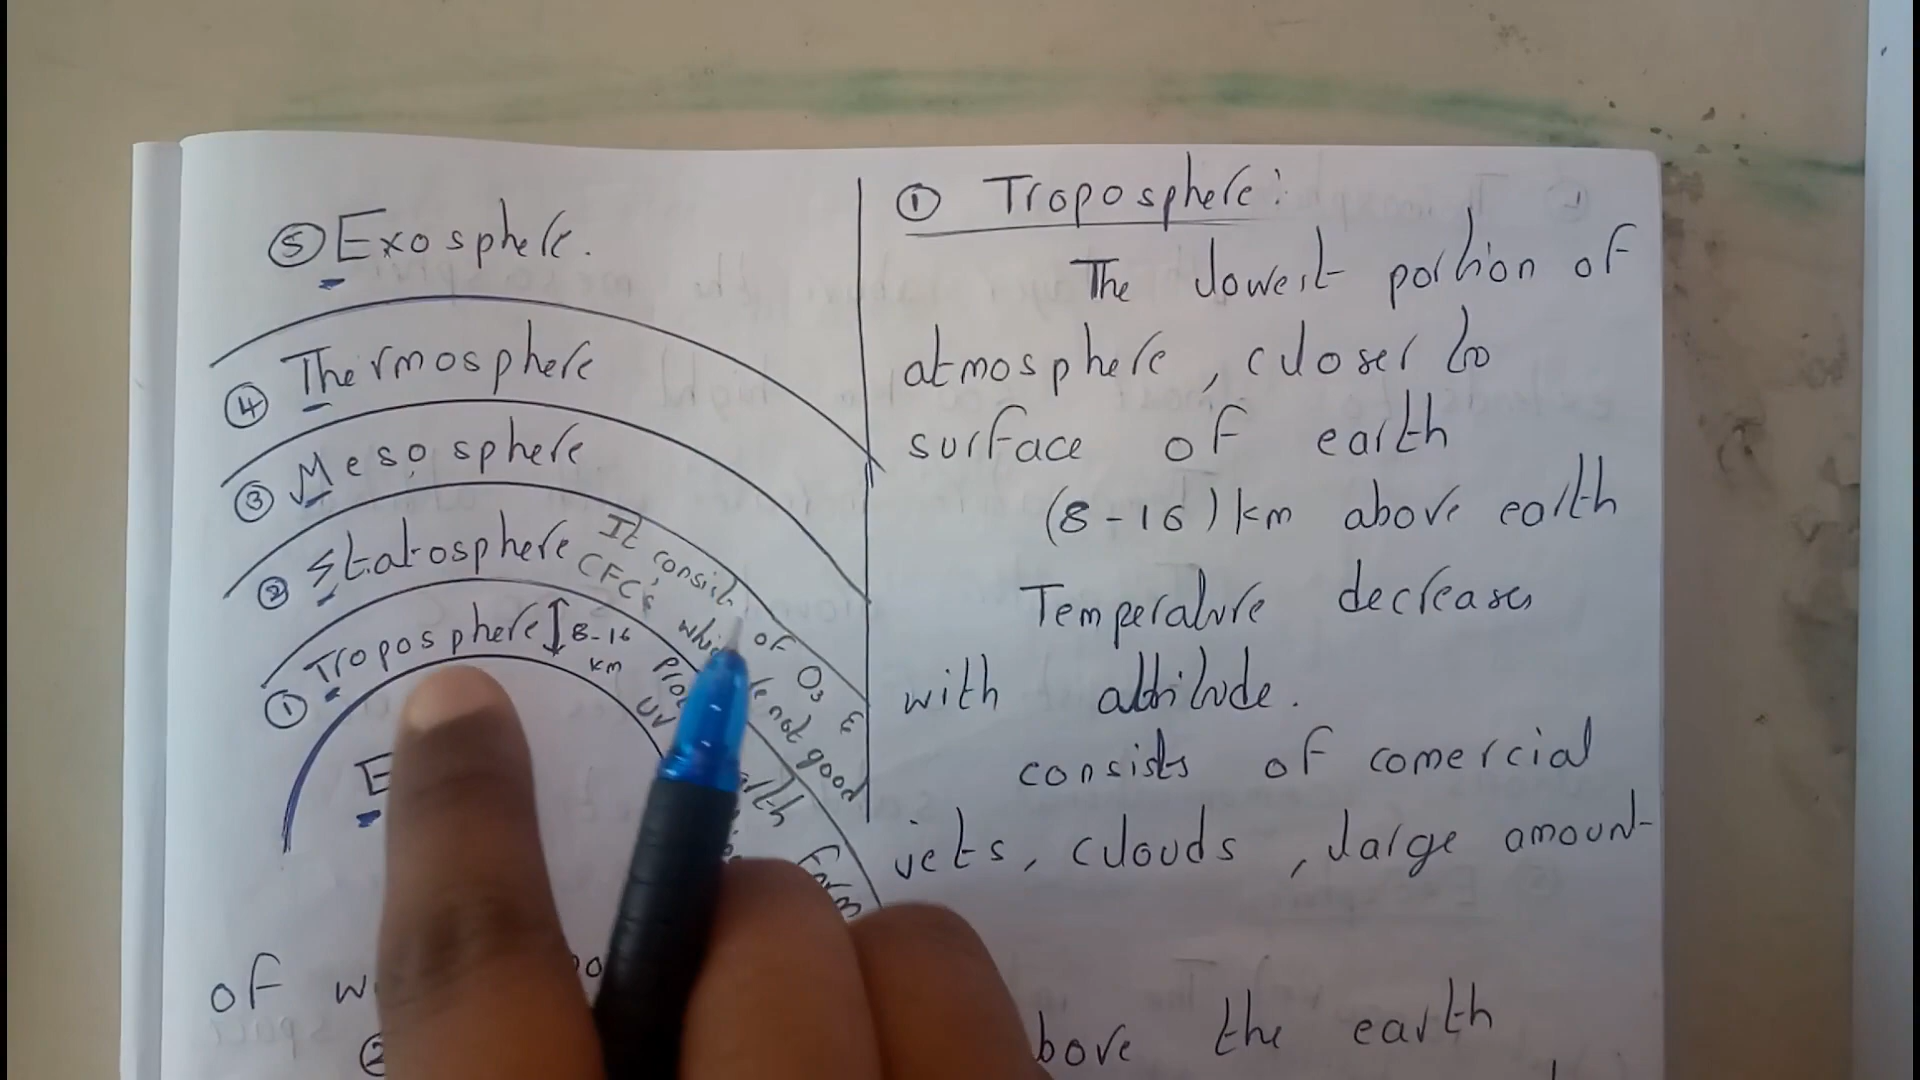 ⑤ Exosphere.
④ Thermosphere
③ Mesosphere
② Stratosphere
It consists of O3 &
CFC's which are not good
① Troposphere 8-16
km
UV
E
① Troposphere:
The lowest portion of
atmosphere, closer to
surface of earth
(8-16) km above earth
Temperature decreases
with altitude.
consists of comercial
jets, clouds, large amount
of
②
above the earth